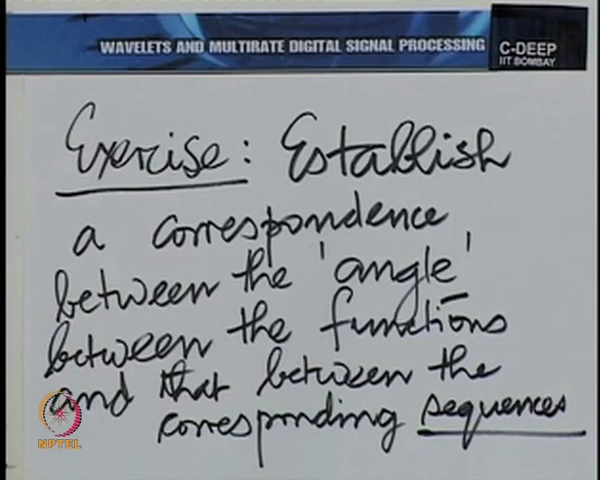 WAVELETS AND MULTIRATE DIGITAL SIGNAL PROCESSING
C-DEEP
IIT BOMBAY
Exercise: Establish
a correspondence
between the 'angle'
between the functions
and that between the
corresponding sequences
NPTEL